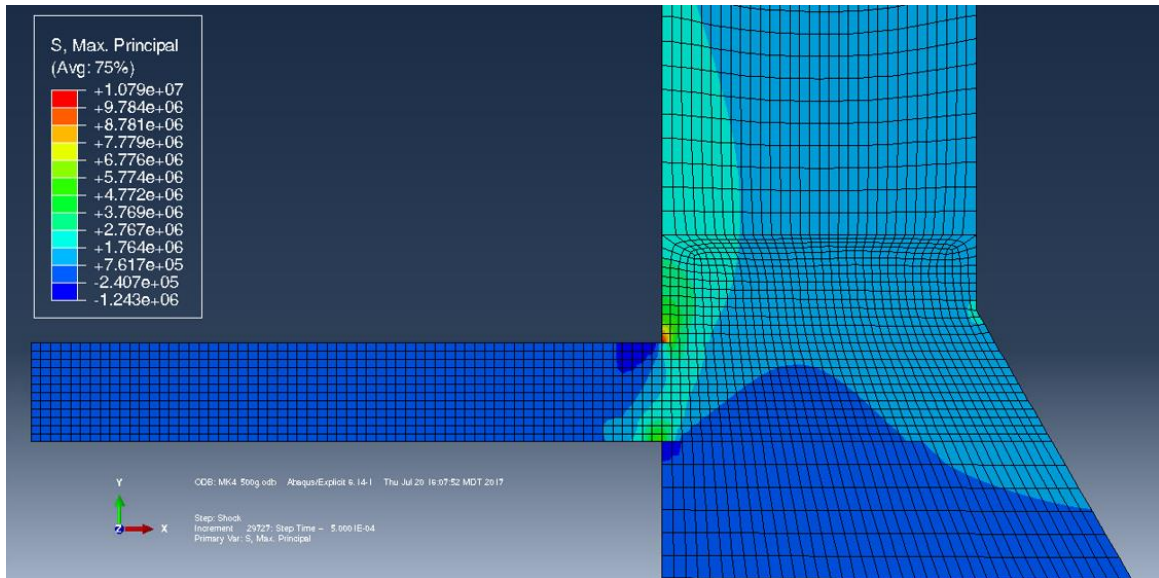 S, Max. Principal
(Avg: 75%)
+1.079e+07
+9.784e+06
+8.781e+06
+7.779e+06
+6.776e+06
+5.774e+06
+4.772e+06
+3.769e+06
+2.767e+06
+1.764e+06
+7.617e+05
-2.407e+05
-1.243e+06
Y
Z
X
ODB: MK4_500g.odb Abaqus/Explicit 6.14-1 Thu Jul 20 16:07:52 MDT 2017
Step: Shock
Increment 29727: Step Time = 5.0001E-04
Primary Var: S, Max. Principal